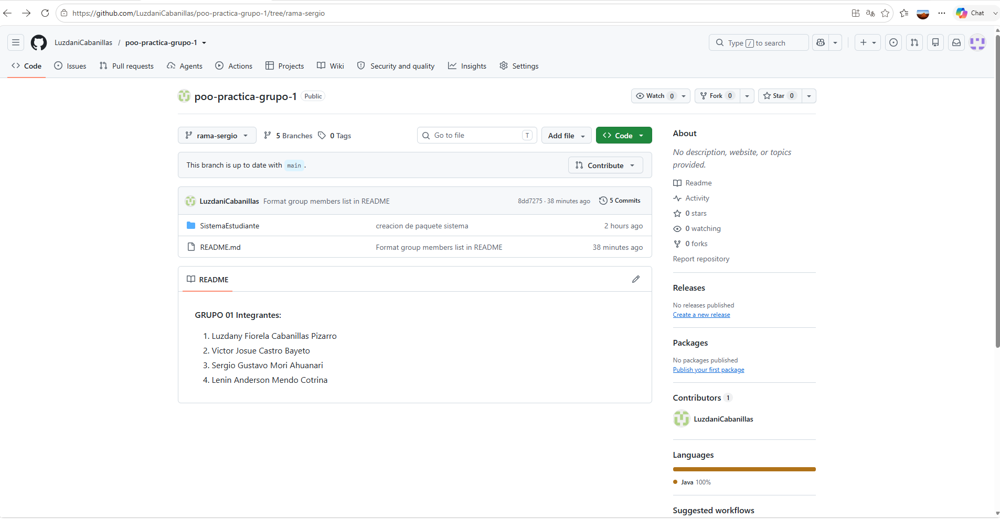 https://github.com/LuzdaniCabanillas/poo-practica-grupo-1/tree/rama-sergio
Chat
LuzdaniCabanillas / poo-practica-grupo-1
Type / to search
Code Issues Pull requests Agents Actions Projects Wiki Security and quality Insights Settings
poo-practica-grupo-1 Public
Watch 0 Fork 0 Star 0
rama-sergio 5 Branches 0 Tags Go to file T Add file Code
This branch is up to date with main .
Contribute
LuzdaniCabanillas Format group members list in README 8dd7275 · 38 minutes ago 5 Commits
SistemaEstudiante creacion de paquete sistema 2 hours ago
README.md Format group members list in README 38 minutes ago
README
GRUPO 01 Integrantes:
1. Luzdany Fiorela Cabanillas Pizarro
2. Victor Josue Castro Bayeto
3. Sergio Gustavo Mori Ahuanari
4. Lenin Anderson Mendo Cotrina
About
No description, website, or topics
provided.
Readme
Activity
0 stars
0 watching
0 forks
Report repository
Releases
No releases published
Create a new release
Packages
No packages published
Publish your first package
Contributors 1
LuzdaniCabanillas
Languages
Java 100%
Suggested workflows